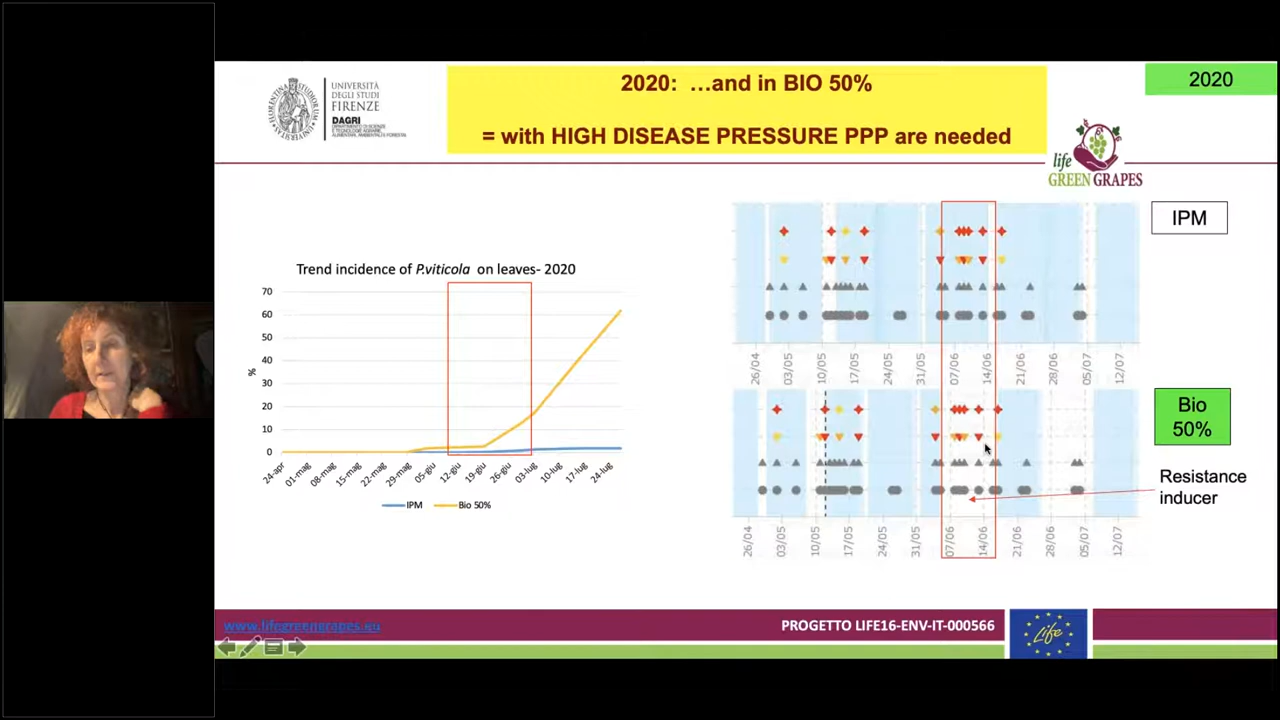 UNIVERSITÀ
DEGLI STUDI
FIRENZE
DAGRI
2020: …and in BIO 50%
= with HIGH DISEASE PRESSURE PPP are needed
2020
life
GREEN GRAPES
Trend incidence of P.viticola on leaves- 2020
70
60
50
40
30
20
10
0
%
24-apr
01-mag
08-mag
15-mag
22-mag
29-mag
05-giu
12-giu
19-giu
26-giu
03-lug
10-lug
17-lug
24-lug
IPM
Bio 50%
IPM
26/04
03/05
10/05
17/05
24/05
31/05
07/06
14/06
21/06
28/06
05/07
12/07
Bio
50%
Resistance
inducer
26/04
03/05
10/05
17/05
24/05
31/05
07/06
14/06
21/06
28/06
05/07
12/07
www.lifegreengrapes.eu
PROGETTO LIFE16-ENV-IT-000566
Life